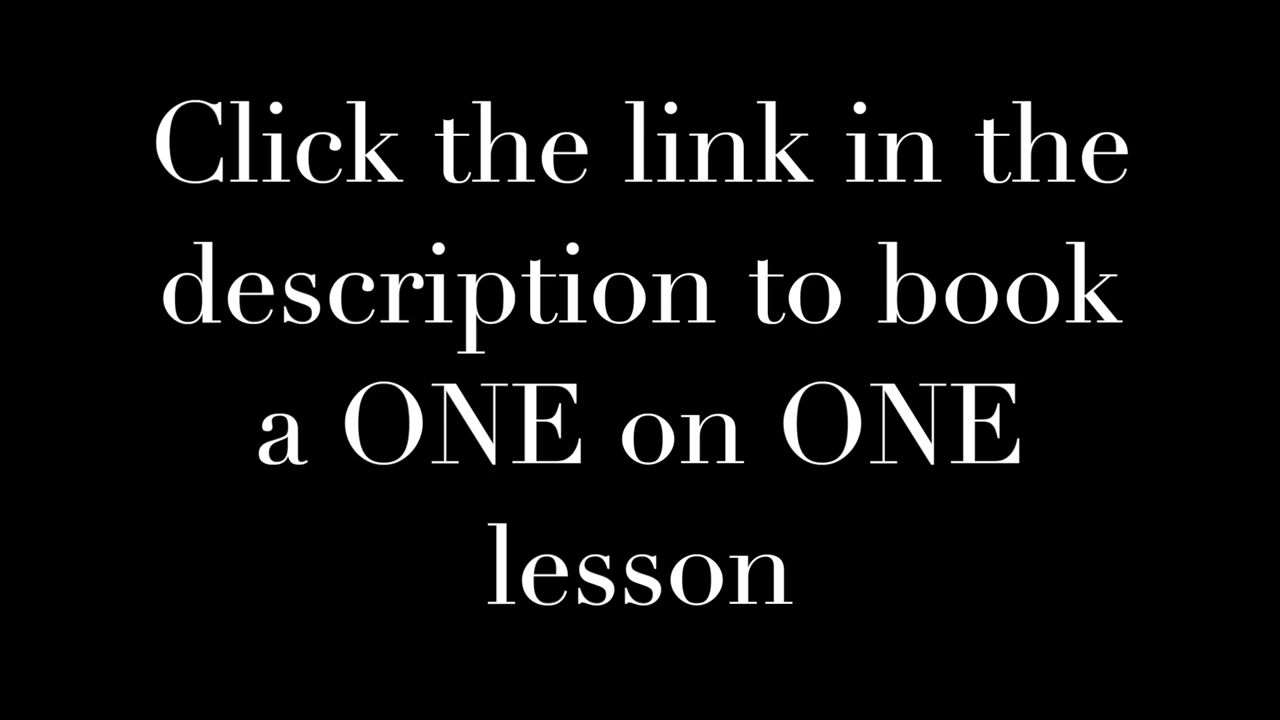 Click the link in the
description to book
a ONE on ONE
lesson